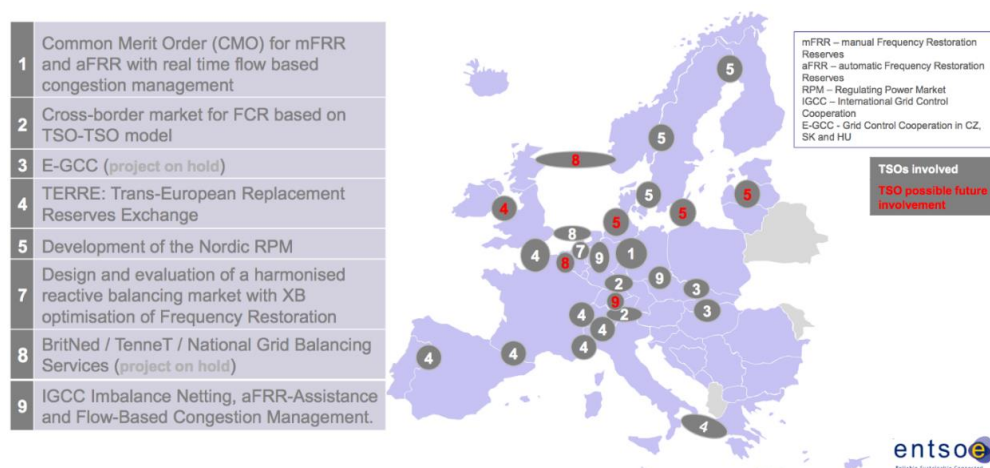 1
Common Merit Order (CMO) for mFRR
and aFRR with real time flow based
congestion management
2
Cross-border market for FCR based on
TSO-TSO model
3
E-GCC (project on hold)
4
TERRE: Trans-European Replacement
Reserves Exchange
5
Development of the Nordic RPM
7
Design and evaluation of a harmonised
reactive balancing market with XB
optimisation of Frequency Restoration
8
BritNed / TenneT / National Grid Balancing
Services (project on hold)
9
IGCC Imbalance Netting, aFRR-Assistance
and Flow-Based Congestion Management.
5
5
8
5
5
4
5
5
8
4
7
9
1
8
9
2
3
9
3
4
2
4
4
4
4
4
mFRR – manual Frequency Restoration
Reserves
aFRR – automatic Frequency Restoration
Reserves
RPM – Regulating Power Market
IGCC – International Grid Control
Cooperation
E-GCC - Grid Control Cooperation in CZ,
SK and HU
TSOs involved
TSO possible future
involvement
entsoe